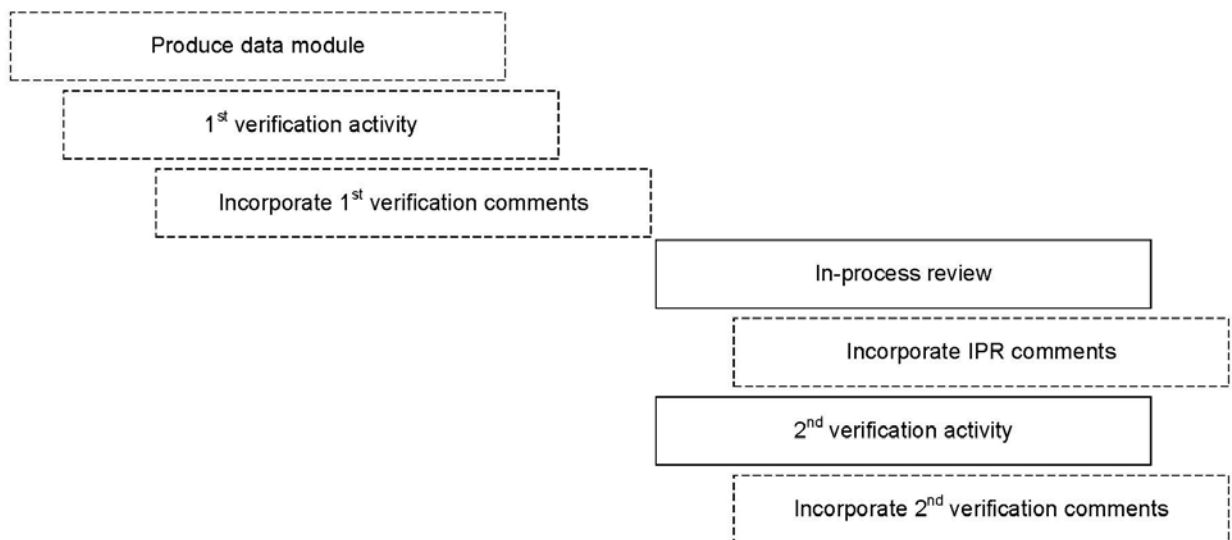 Produce data module
1st verification activity
Incorporate 1st verification comments
In-process review
Incorporate IPR comments
2nd verification activity
Incorporate 2nd verification comments